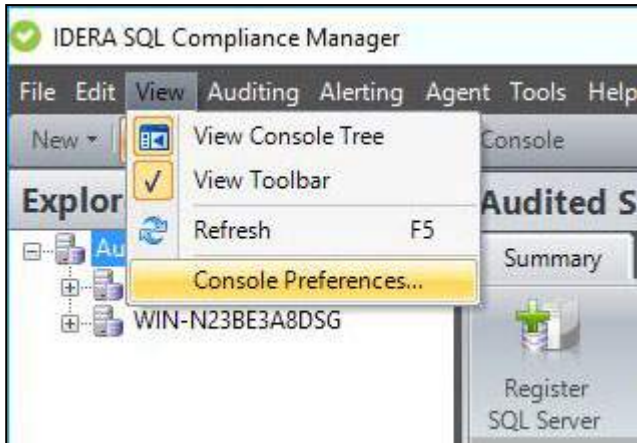 IDERA SQL Compliance Manager
File Edit View Auditing Alerting Agent Tools Help
New Console
View Console Tree
View Toolbar
Refresh F5
Console Preferences...
Explor
Au
WIN-N23BE3A8DSG
Audited S
Summary
Register
SQL Server